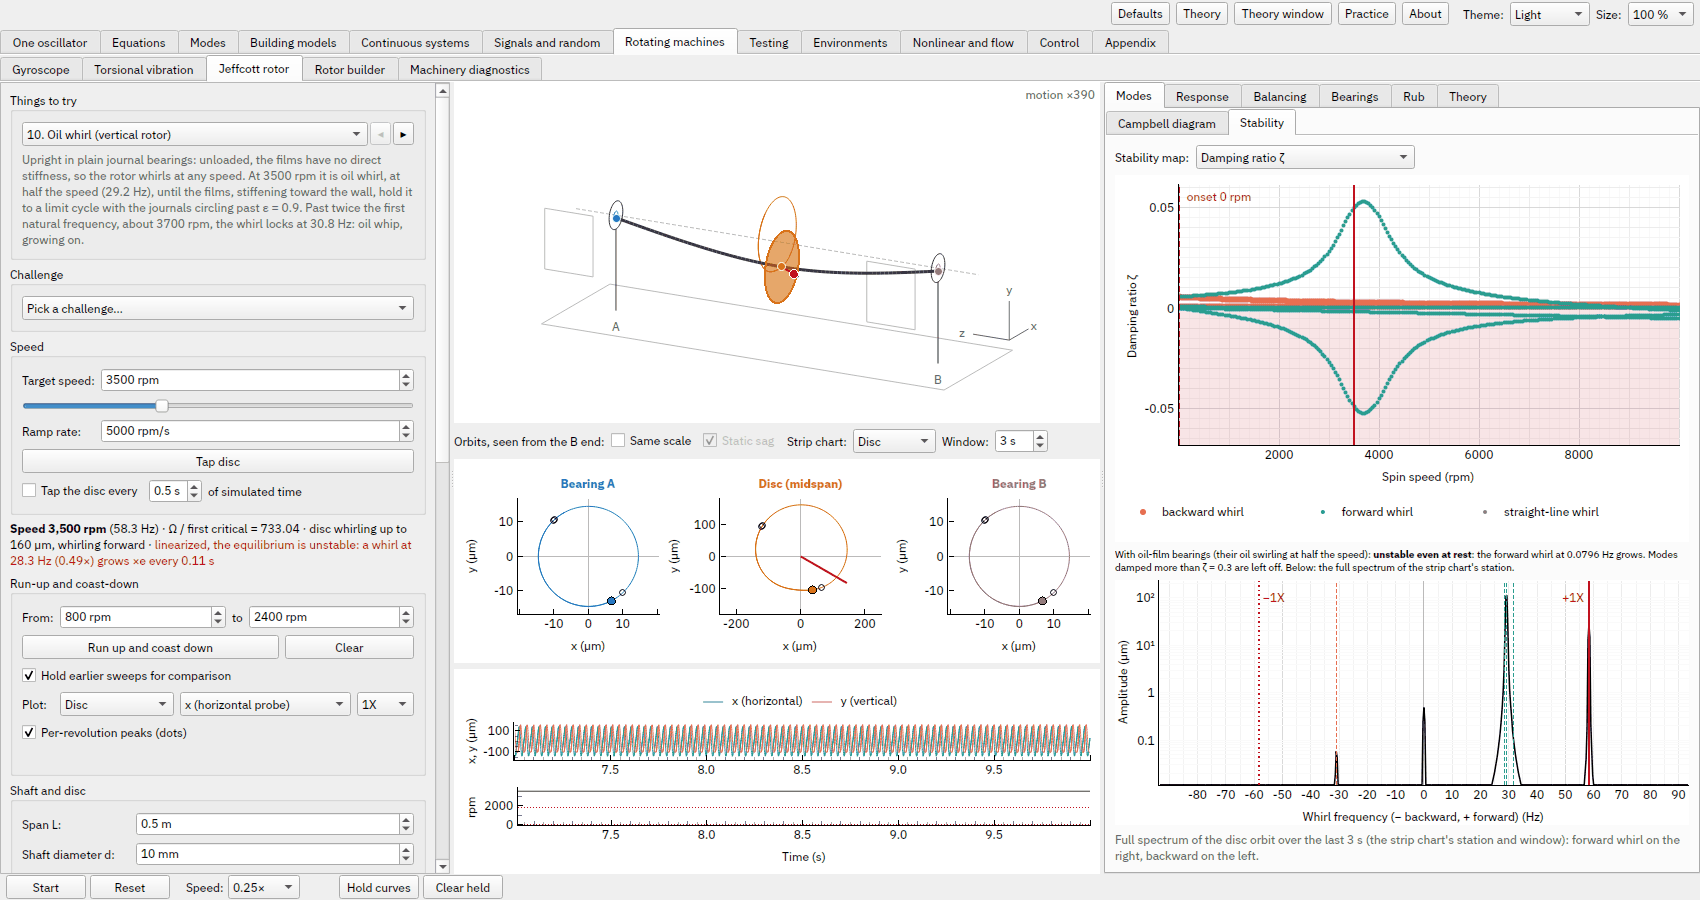 Defaults Theory Theory window Practice About Theme: Light Size: 100 %
One oscillator Equations Modes Building models Continuous systems Signals and random Rotating machines Testing Environments Nonlinear and flow Control Appendix
Gyroscope Torsional vibration Jeffcott rotor Rotor builder Machinery diagnostics
Things to try
10. Oil whirl (vertical rotor)
Upright in plain journal bearings: unloaded, the films have no direct
stiffness, so the rotor whirls at any speed. At 3500 rpm it is oil whirl, at
half the speed (29.2 Hz), until the films, stiffening toward the wall, hold it
to a limit cycle with the journals circling past ε = 0.9. Past twice the first
natural frequency, about 3700 rpm, the whirl locks at 30.8 Hz: oil whip,
growing on.
Challenge
Pick a challenge...
Speed
Target speed: 3500 rpm
Ramp rate: 5000 rpm/s
Tap disc
Tap the disc every 0.5 s of simulated time
Speed 3,500 rpm (58.3 Hz) · Ω / first critical = 733.04 · disc whirling up to
160 µm, whirling forward · linearized, the equilibrium is unstable: a whirl at
28.3 Hz (0.49×) grows ×e every 0.11 s
Run-up and coast-down
From: 800 rpm to 2400 rpm
Run up and coast down Clear
Hold earlier sweeps for comparison
Plot: Disc x (horizontal probe) 1X
Per-revolution peaks (dots)
Shaft and disc
Span L: 0.5 m
Shaft diameter d: 10 mm
Start Reset Speed: 0.25× Hold curves Clear held
motion ×390
A
B
y
z
x
Orbits, seen from the B end: Same scale Static sag Strip chart: Disc Window: 3 s
Bearing A
y (µm)
10
0
-10
-10 0 10
x (µm)
Disc (midspan)
y (µm)
100
0
-100
-200 0 200
x (µm)
Bearing B
y (µm)
10
0
-10
-10 0 10
x (µm)
x (horizontal) y (vertical)
x, y (µm)
100
-100
7.5 8.0 8.5 9.0 9.5
rpm
2000
0
7.5 8.0 8.5 9.0 9.5
Time (s)
Modes Response Balancing Bearings Rub Theory
Campbell diagram Stability
Stability map: Damping ratio ζ
onset 0 rpm
Damping ratio ζ
0.05
0
-0.05
2000 4000 6000 8000
Spin speed (rpm)
backward whirl forward whirl straight-line whirl
With oil-film bearings (their oil swirling at half the speed): unstable even at rest: the forward whirl at 0.0796 Hz grows. Modes
damped more than ζ = 0.3 are left off. Below: the full spectrum of the strip chart's station.
−1X +1X
Amplitude (µm)
10²
10¹
1
0.1
-80 -70 -60 -50 -40 -30 -20 -10 0 10 20 30 40 50 60 70 80 90
Whirl frequency (− backward, + forward) (Hz)
Full spectrum of the disc orbit over the last 3 s (the strip chart's station and window): forward whirl on the
right, backward on the left.